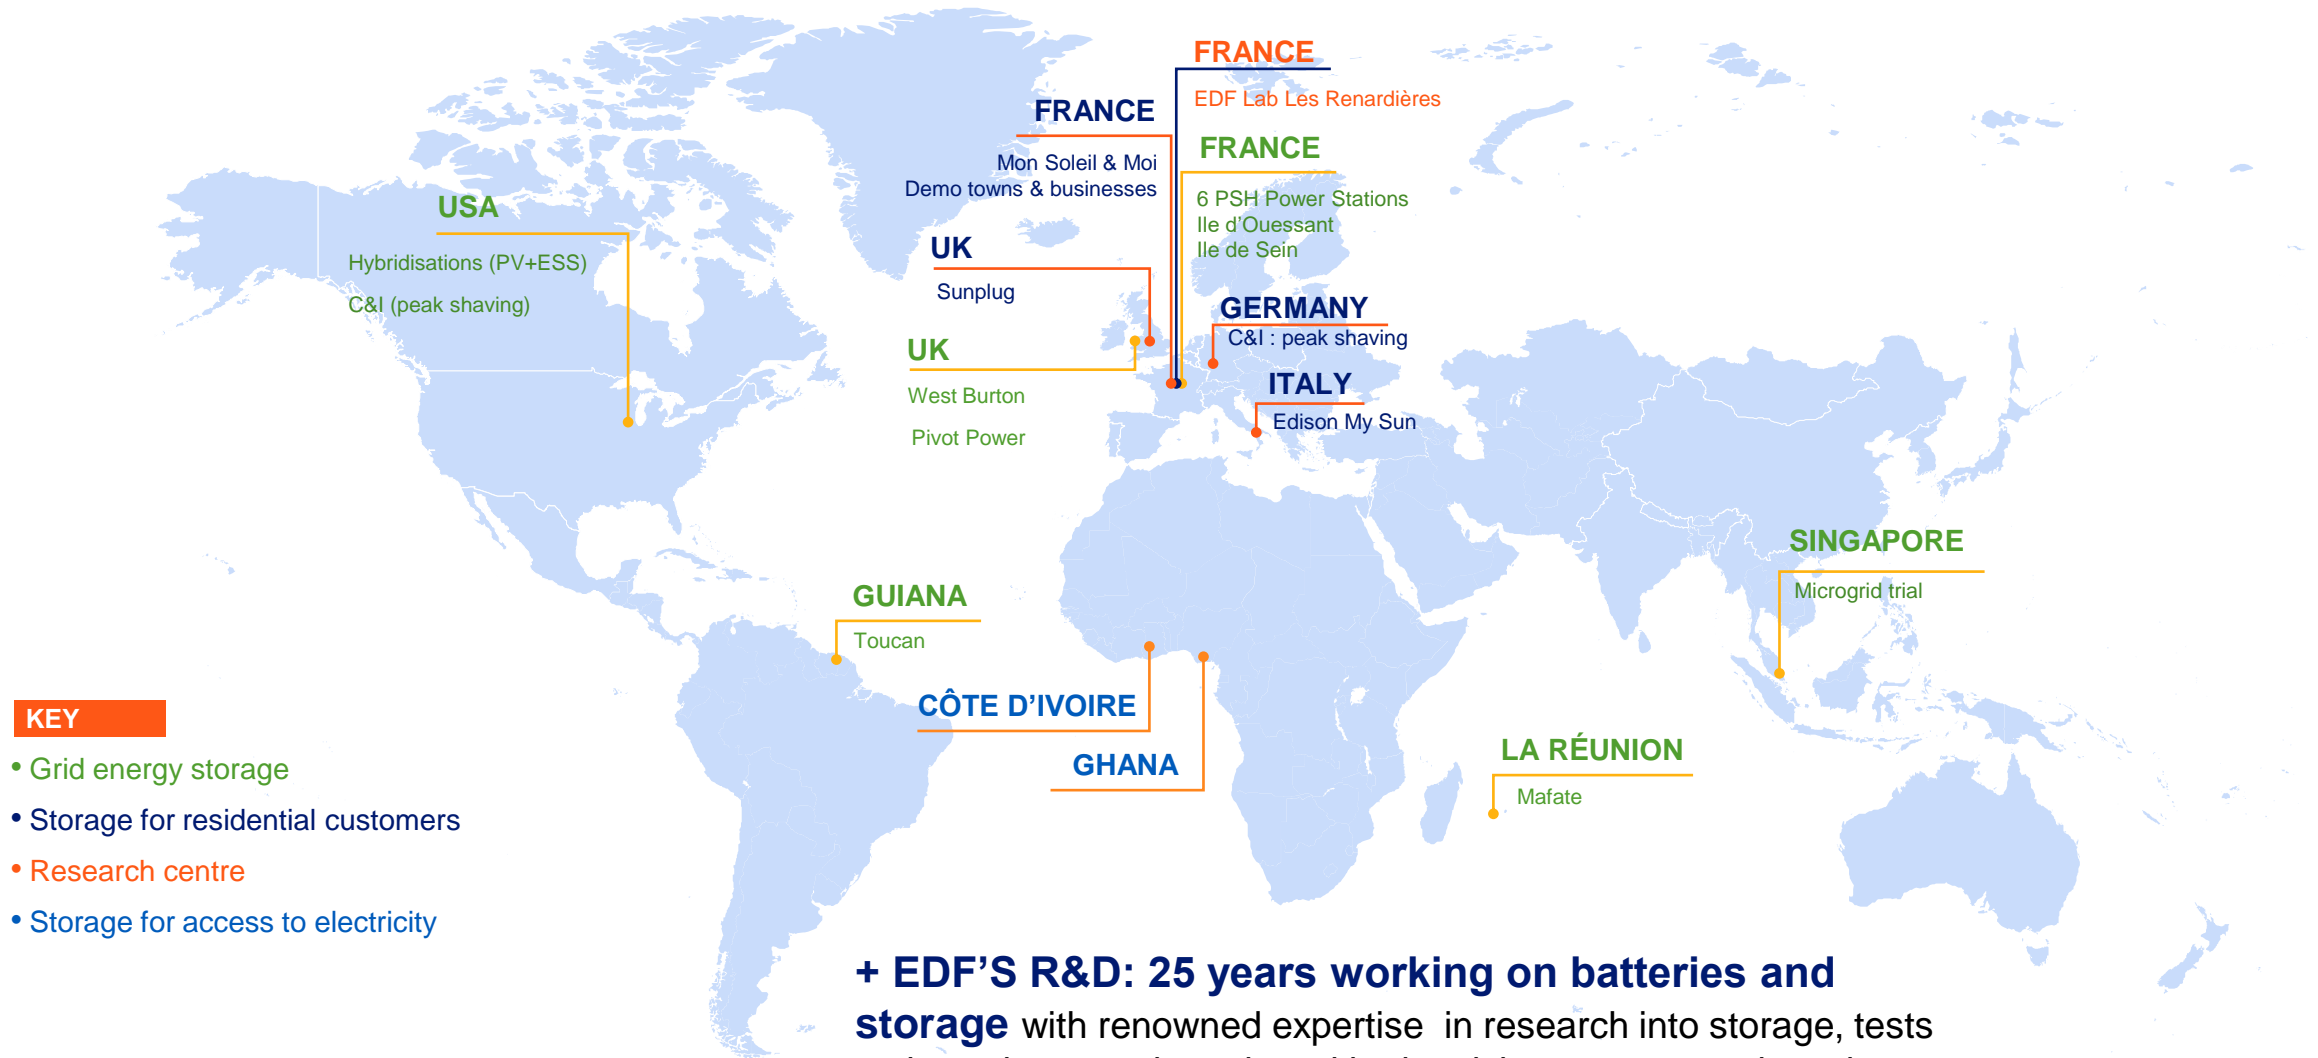 FRANCE
EDF Lab Les Renardières
FRANCE
Mon Soleil & Moi
Demo towns & businesses
FRANCE
6 PSH Power Stations
Ile d’Ouessant
Ile de Sein
USA
Hybridisations (PV+ESS)
C&I (peak shaving)
UK
Sunplug
GERMANY
C&I : peak shaving
UK
West Burton
Pivot Power
ITALY
Edison My Sun
SINGAPORE
Microgrid trial
GUIANA
Toucan
CÔTE D’IVOIRE
GHANA
LA RÉUNION
Mafate
KEY
• Grid energy storage
• Storage for residential customers
• Research centre
• Storage for access to electricity
+ EDF’S R&D: 25 years working on batteries and
storage with renowned expertise in research into storage, tests